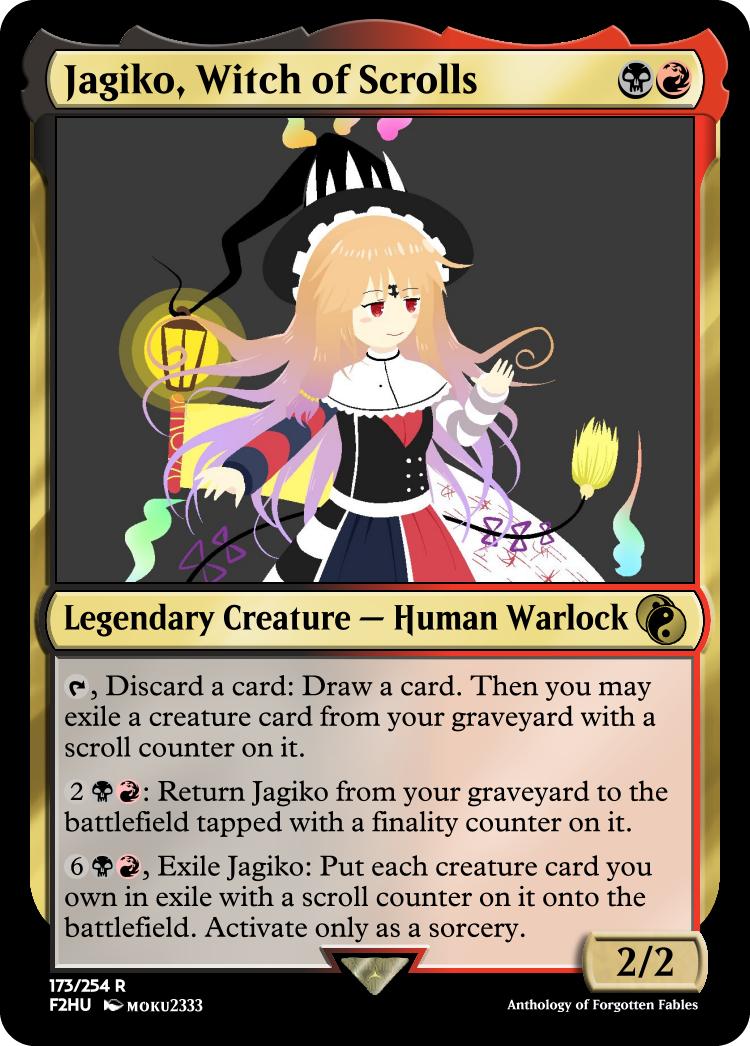 Jagiko, Witch of Scrolls
Legendary Creature — Human Warlock
, Discard a card: Draw a card. Then you may
exile a creature card from your graveyard with a
scroll counter on it.
2 : Return Jagiko from your graveyard to the
battlefield tapped with a finality counter on it.
6 , Exile Jagiko: Put each creature card you
own in exile with a scroll counter on it onto the
battlefield. Activate only as a sorcery.
2/2
173/254 R
F2HU MOKU2333
Anthology of Forgotten Fables